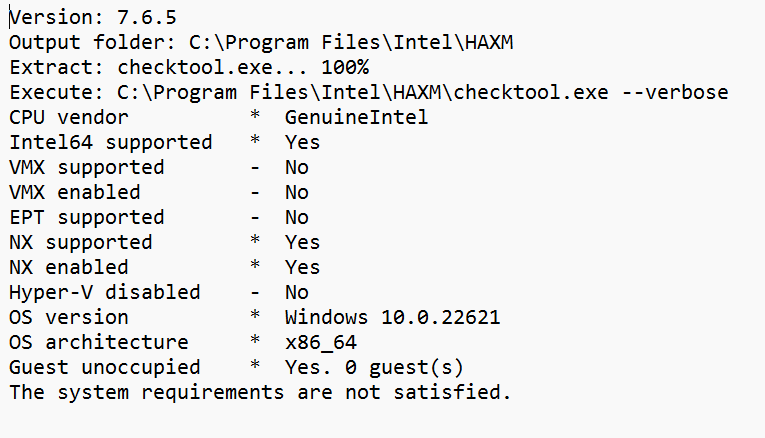 Version: 7.6.5
Output folder: C:\Program Files\Intel\HAXM
Extract: checktool.exe... 100%
Execute: C:\Program Files\Intel\HAXM\checktool.exe --verbose
CPU vendor          *  GenuineIntel
Intel64 supported   *  Yes
VMX supported       -  No
VMX enabled         -  No
EPT supported       -  No
NX supported        *  Yes
NX enabled          *  Yes
Hyper-V disabled    -  No
OS version          *  Windows 10.0.22621
OS architecture     *  x86_64
Guest unoccupied    *  Yes. 0 guest(s)
The system requirements are not satisfied.